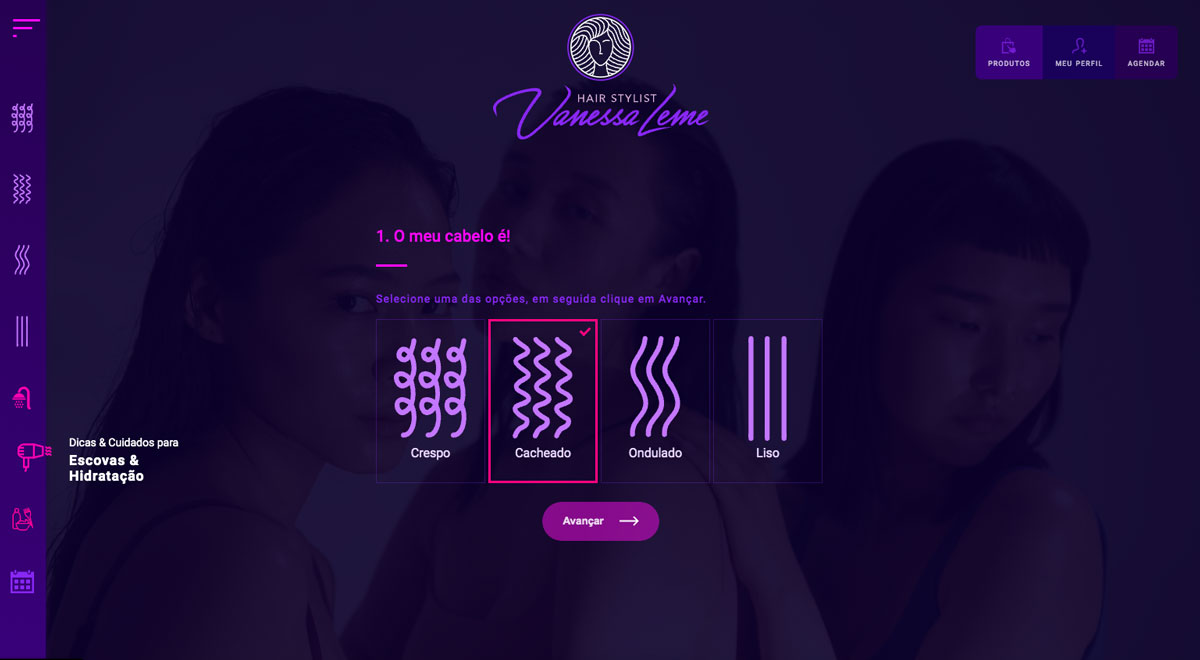 HAIR STYLIST
Vanessa Leme
PRODUTOS
MEU PERFIL
AGENDAR
1. O meu cabelo é!
Selecione uma das opções, em seguida clique em Avançar.
Crespo
Cacheado
Ondulado
Liso
Dicas & Cuidados para
Escovas &
Hidratação
Avançar